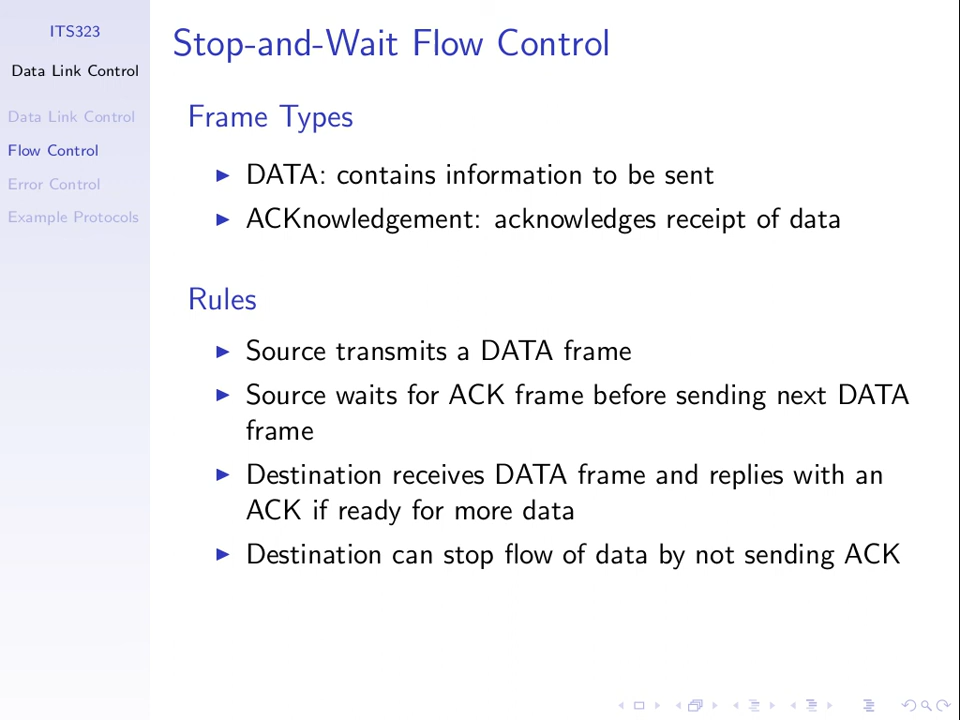 ITS323
Data Link Control
Data Link Control
Flow Control
Error Control
Example Protocols
Stop-and-Wait Flow Control
Frame Types
DATA: contains information to be sent
ACKnowledgement: acknowledges receipt of data
Rules
Source transmits a DATA frame
Source waits for ACK frame before sending next DATA
frame
Destination receives DATA frame and replies with an
ACK if ready for more data
Destination can stop flow of data by not sending ACK